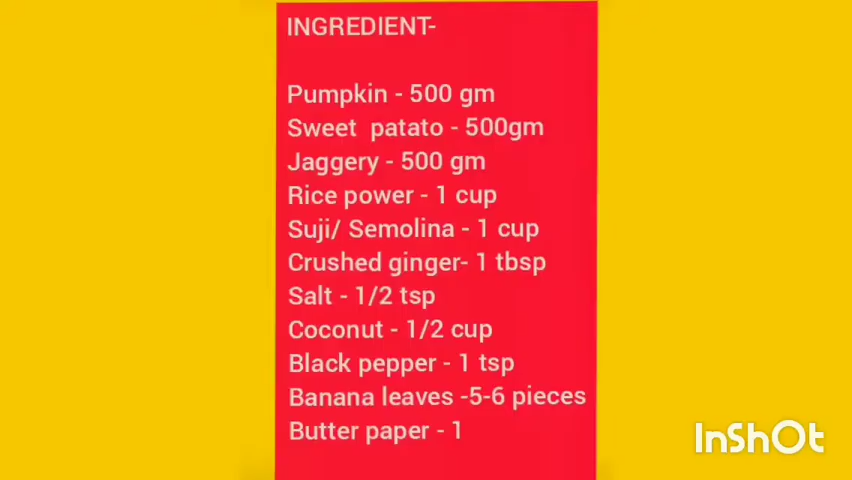 INGREDIENT-
Pumpkin - 500 gm
Sweet patato - 500gm
Jaggery - 500 gm
Rice power - 1 cup
Suji/ Semolina - 1 cup
Crushed ginger- 1 tbsp
Salt - 1/2 tsp
Coconut - 1/2 cup
Black pepper - 1 tsp
Banana leaves -5-6 pieces
Butter paper - 1
InShOt